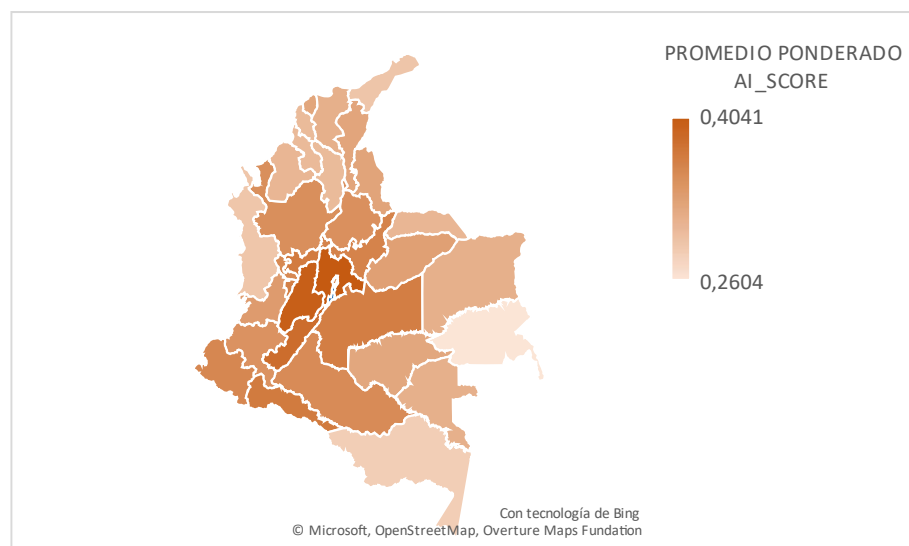 PROMEDIO PONDERADO
AI_SCORE
0,4041
0,2604
Con tecnología de Bing
© Microsoft, OpenStreetMap, Overture Maps Fundation